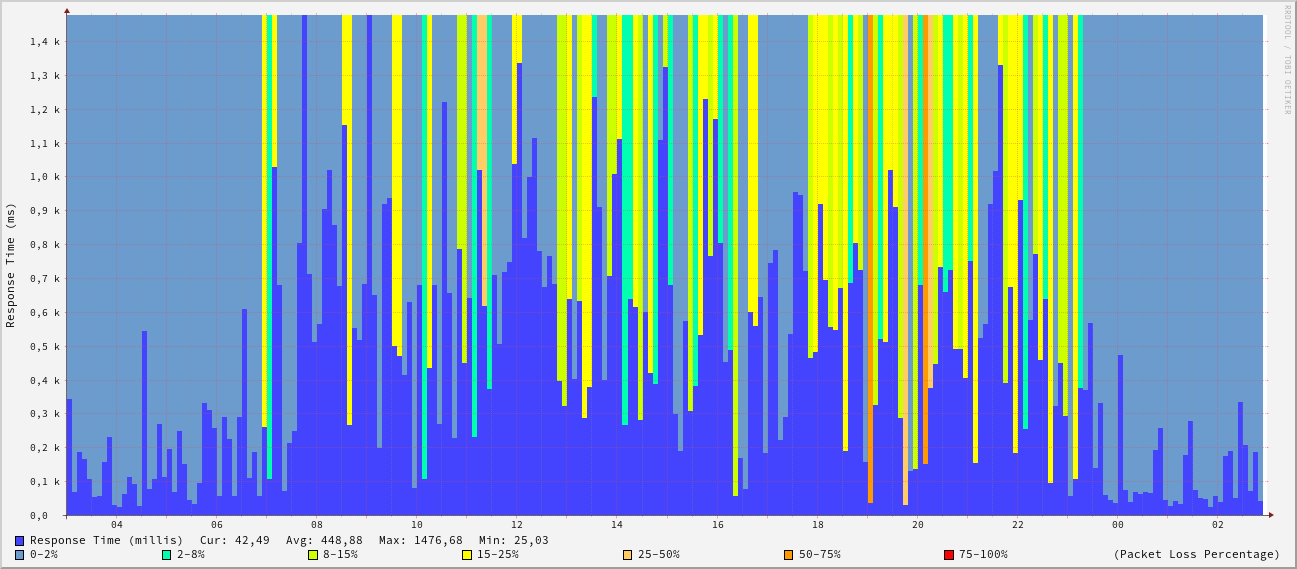 RRDTOOL / TOBI OETIKER
Response Time (ms)
1,4 k
1,3 k
1,2 k
1,1 k
1,0 k
0,9 k
0,8 k
0,7 k
0,6 k
0,5 k
0,4 k
0,3 k
0,2 k
0,1 k
0,0
04 06 08 10 12 14 16 18 20 22 00 02
Response Time (millis) Cur: 42,49 Avg: 448,88 Max: 1476,68 Min: 25,03
0-2% 2-8% 8-15% 15-25% 25-50% 50-75% 75-100% (Packet Loss Percentage)